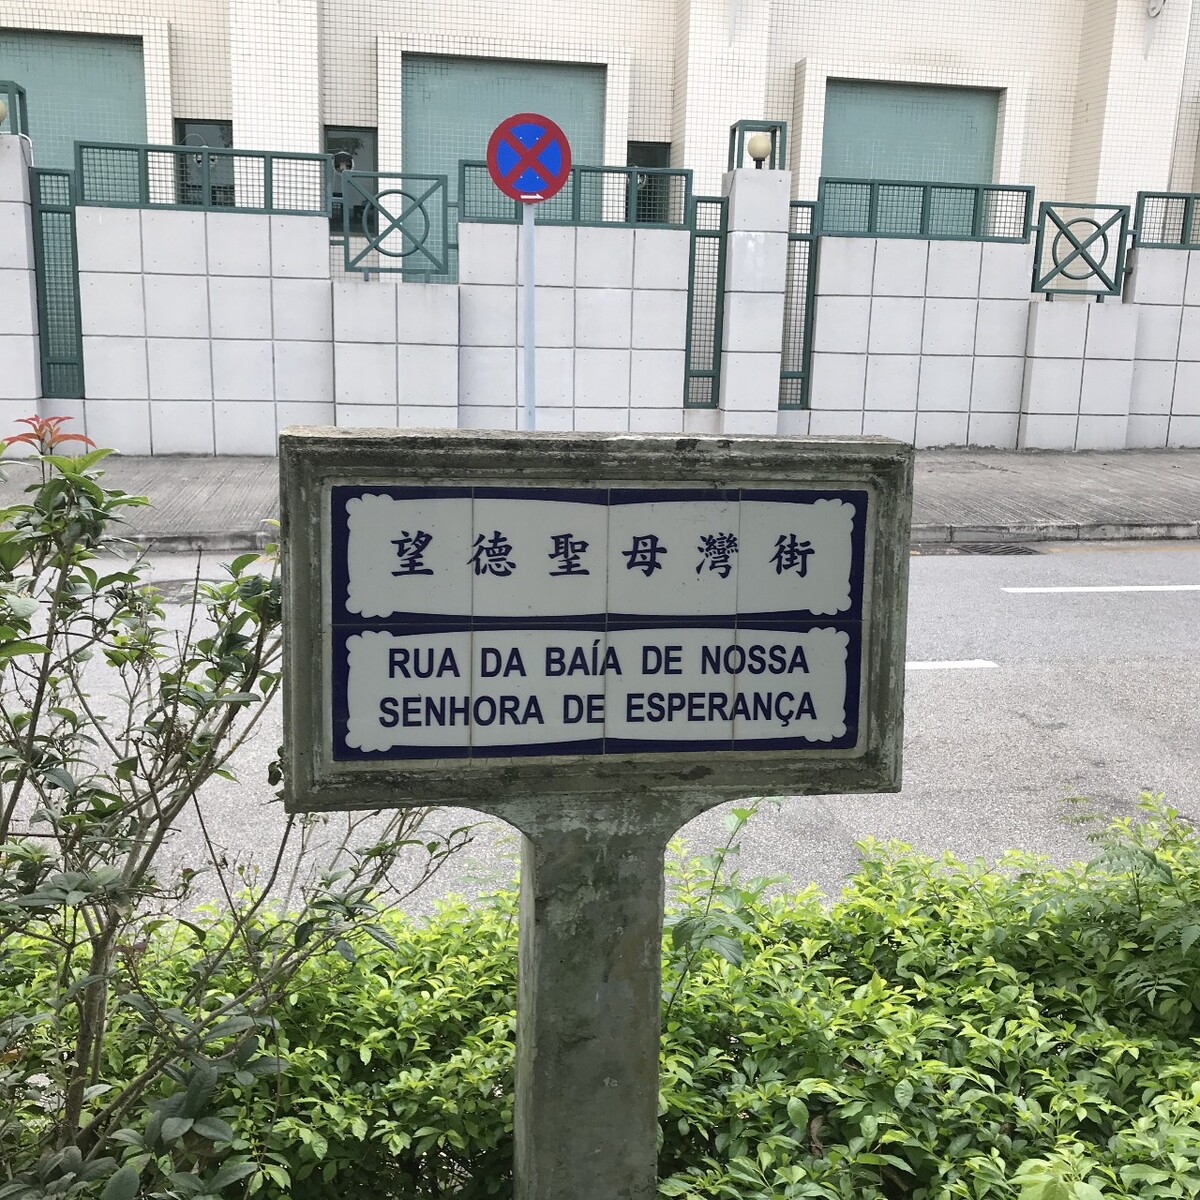 望德聖母灣街
RUA DA BAÍA DE NOSSA
SENHORA DE ESPERANÇA